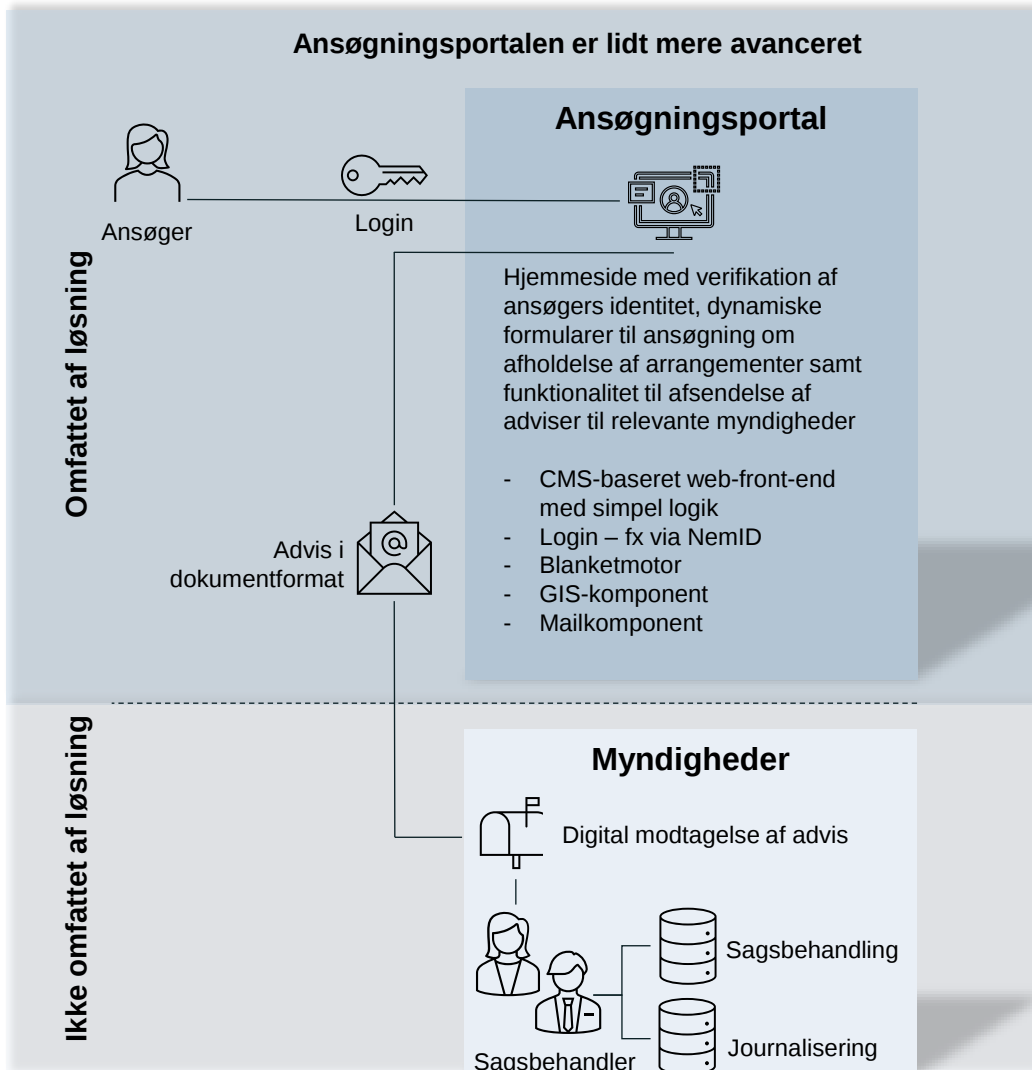 Ansøgningsportalen er lidt mere avanceret
Ansøgningsportal
Ansøger
Login
Omfattet af løsning
Hjemmeside med verifikation af
ansøgers identitet, dynamiske
formularer til ansøgning om
afholdelse af arrangementer samt
funktionalitet til afsendelse af
adviser til relevante myndigheder
- CMS-baseret web-front-end
med simpel logik
- Login – fx via NemID
- Blanketmotor
- GIS-komponent
- Mailkomponent
@
Advis i
dokumentformat
Ikke omfattet af løsning
Myndigheder
Digital modtagelse af advis
Sagsbehandling
Journalisering
Sagsbehandler